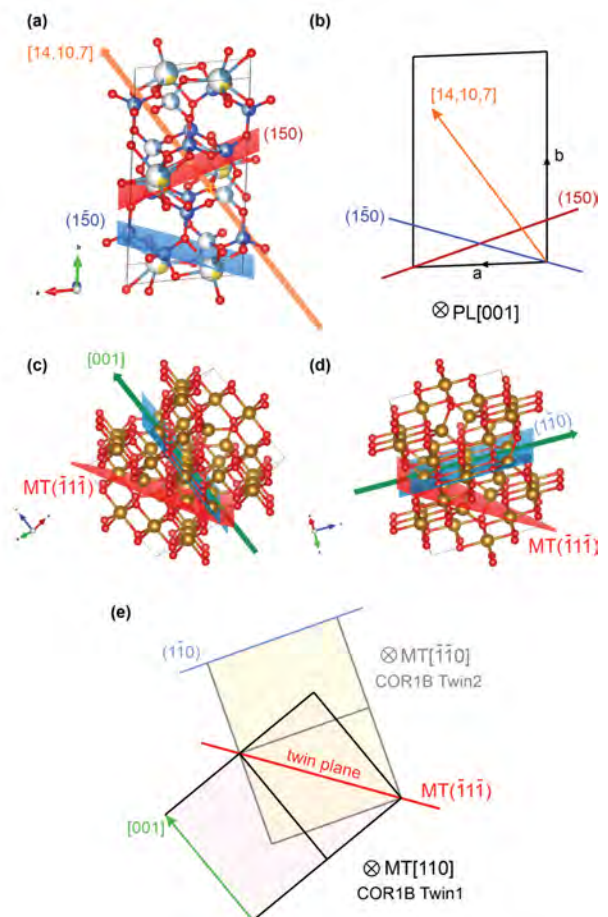 (a)
[14,10,7]
(150)
(15̄0)
(b)
[14,10,7]
b
(150)
(15̄0)
a
⊗ PL[001]
(c)
[001]
MT(1̄11̄)
(d)
(11̄0)
MT(1̄11̄)
(e)
(11̄0)
⊗ MT[1̄1̄0]
COR1B Twin2
twin plane
MT(1̄11̄)
[001]
⊗ MT[110]
COR1B Twin1